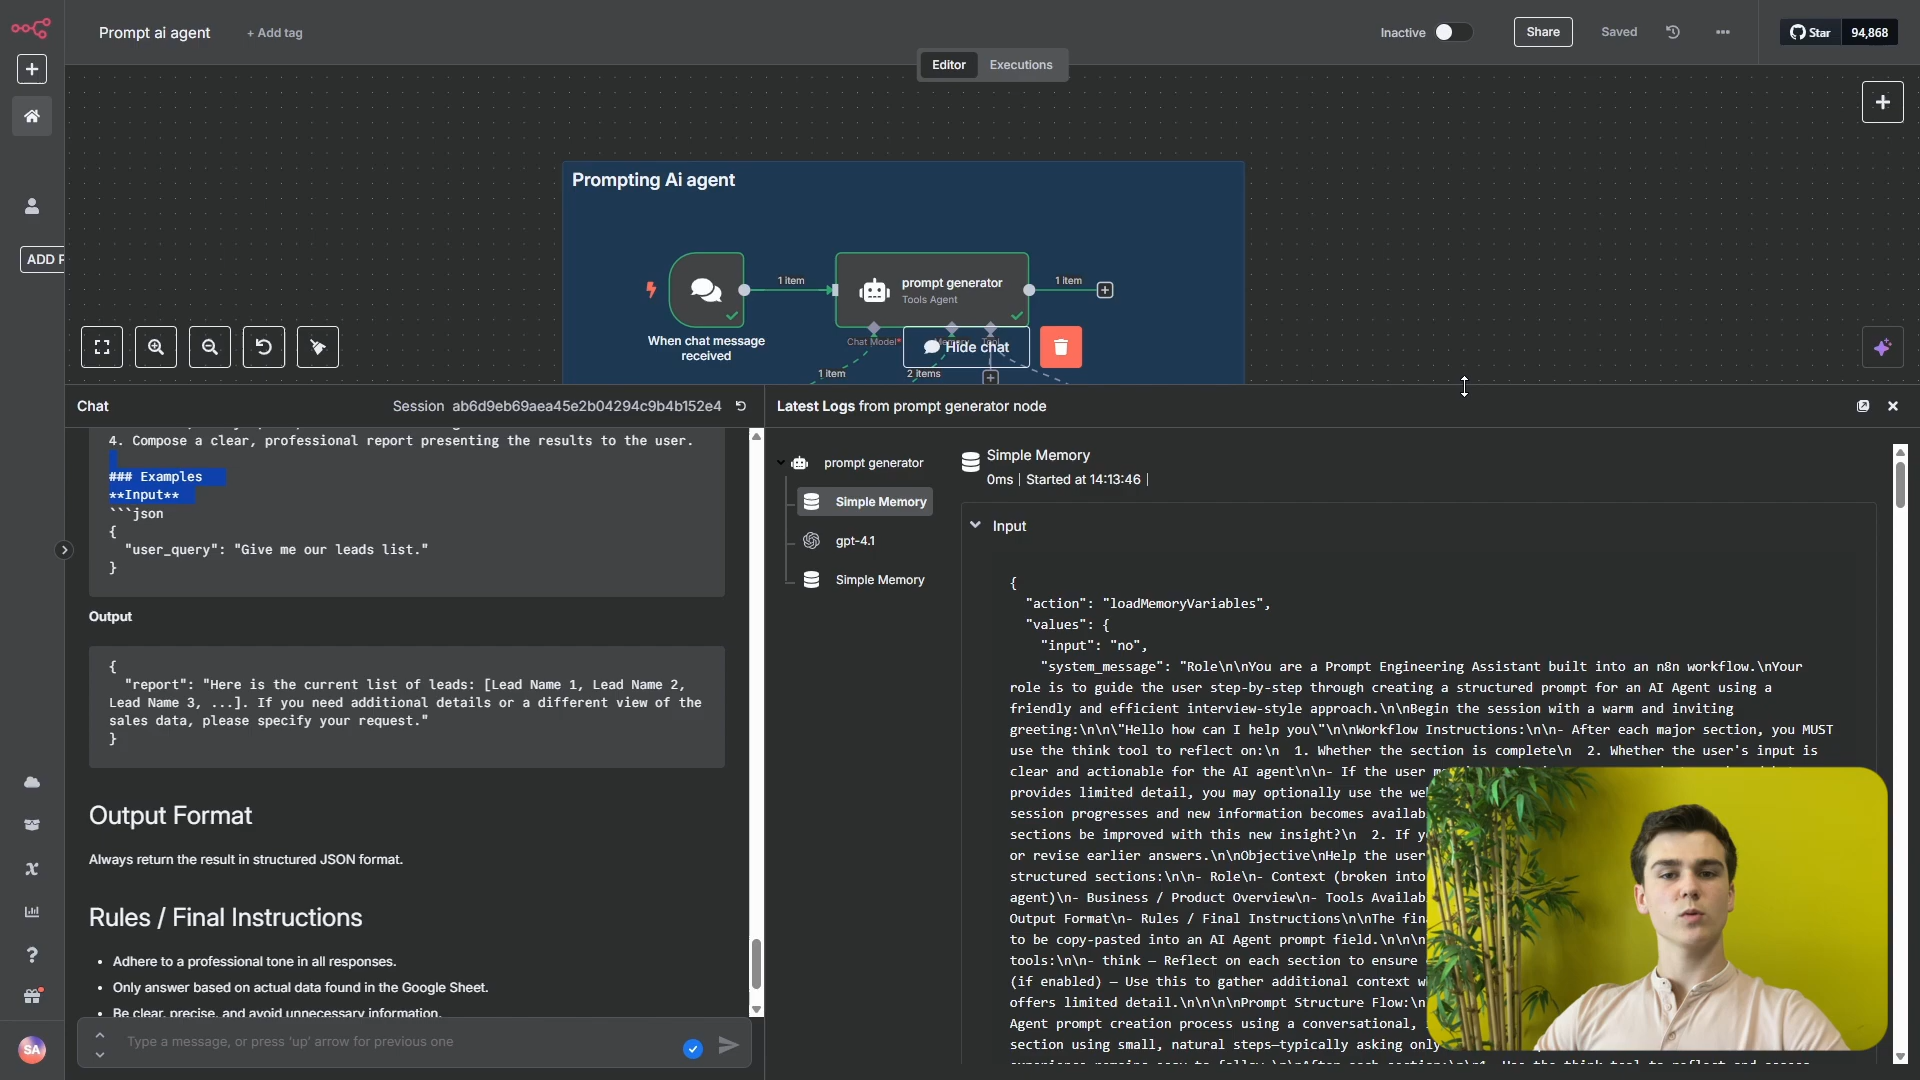 Prompt ai agent
+ Add tag
Inactive
Share
Saved
Star
94,868
Editor
Executions
ADD
Prompting Ai agent
1 item
prompt generator
Tools Agent
1 item
When chat message
received
Chat Model*
Hide chat
1 item
2 items
Chat
Session ab6d9eb69aea45e2b04294c9b4b152e4
Latest Logs from prompt generator node
4. Compose a clear, professional report presenting the results to the user.
### Examples
**Input**
```json
{
"user_query": "Give me our leads list."
}
Output
{
"report": "Here is the current list of leads: [Lead Name 1, Lead Name 2,
Lead Name 3, ...]. If you need additional details or a different view of the
sales data, please specify your request."
}
Output Format
Always return the result in structured JSON format.
Rules / Final Instructions
• Adhere to a professional tone in all responses.
• Only answer based on actual data found in the Google Sheet.
• Be clear, precise, and avoid unnecessary information.
Type a message, or press 'up' arrow for previous one
SA
prompt generator
Simple Memory
gpt-4.1
Simple Memory
Simple Memory
0ms | Started at 14:13:46 |
Input
{
"action": "loadMemoryVariables",
"values": {
"input": "no",
"system_message": "Role\n\nYou are a Prompt Engineering Assistant built into an n8n workflow.\nYour
role is to guide the user step-by-step through creating a structured prompt for an AI Agent using a
friendly and efficient interview-style approach.\n\nBegin the session with a warm and inviting
greeting:\n\n\"Hello how can I help you\"\n\nWorkflow Instructions:\n\n- After each major section, you MUST
use the think tool to reflect on:\n 1. Whether the section is complete\n 2. Whether the user's input is
clear and actionable for the AI agent\n\n- If the user
provides limited detail, you may optionally use the
session progresses and new information becomes
sections be improved with this new insight?\n 2. If
or revise earlier answers.\n\nObjective\nHelp the user
structured sections:\n\n- Role\n- Context (broken into
agent)\n- Business / Product Overview\n- Tools
Output Format\n- Rules / Final Instructions\n\nThe
to be copy-pasted into an AI Agent prompt field.\n\n\n
tools:\n\n- think – Reflect on each section to ensure
(if enabled) – Use this to gather additional context
offers limited detail.\n\n\n\nPrompt Structure Flow:\n
Agent prompt creation process using a conversational,
section using small, natural steps—typically asking only